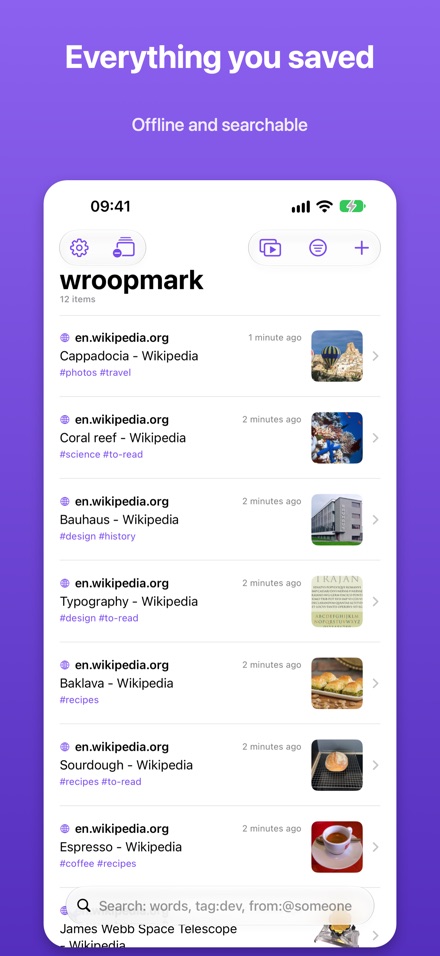 Everything you saved
Offline and searchable
09:41
wroopmark
12 items
en.wikipedia.org
1 minute ago
Cappadocia - Wikipedia
#photos #travel
en.wikipedia.org
2 minutes ago
Coral reef - Wikipedia
#science #to-read
en.wikipedia.org
2 minutes ago
Bauhaus - Wikipedia
#design #history
en.wikipedia.org
2 minutes ago
Typography - Wikipedia
#design #to-read
TRAJAN
en.wikipedia.org
2 minutes ago
Baklava - Wikipedia
#recipes
en.wikipedia.org
2 minutes ago
Sourdough - Wikipedia
#recipes #to-read
en.wikipedia.org
2 minutes ago
Espresso - Wikipedia
#coffee #recipes
Search: words, tag:dev, from:@someone
James Webb Space Telescope
- Wikipedia